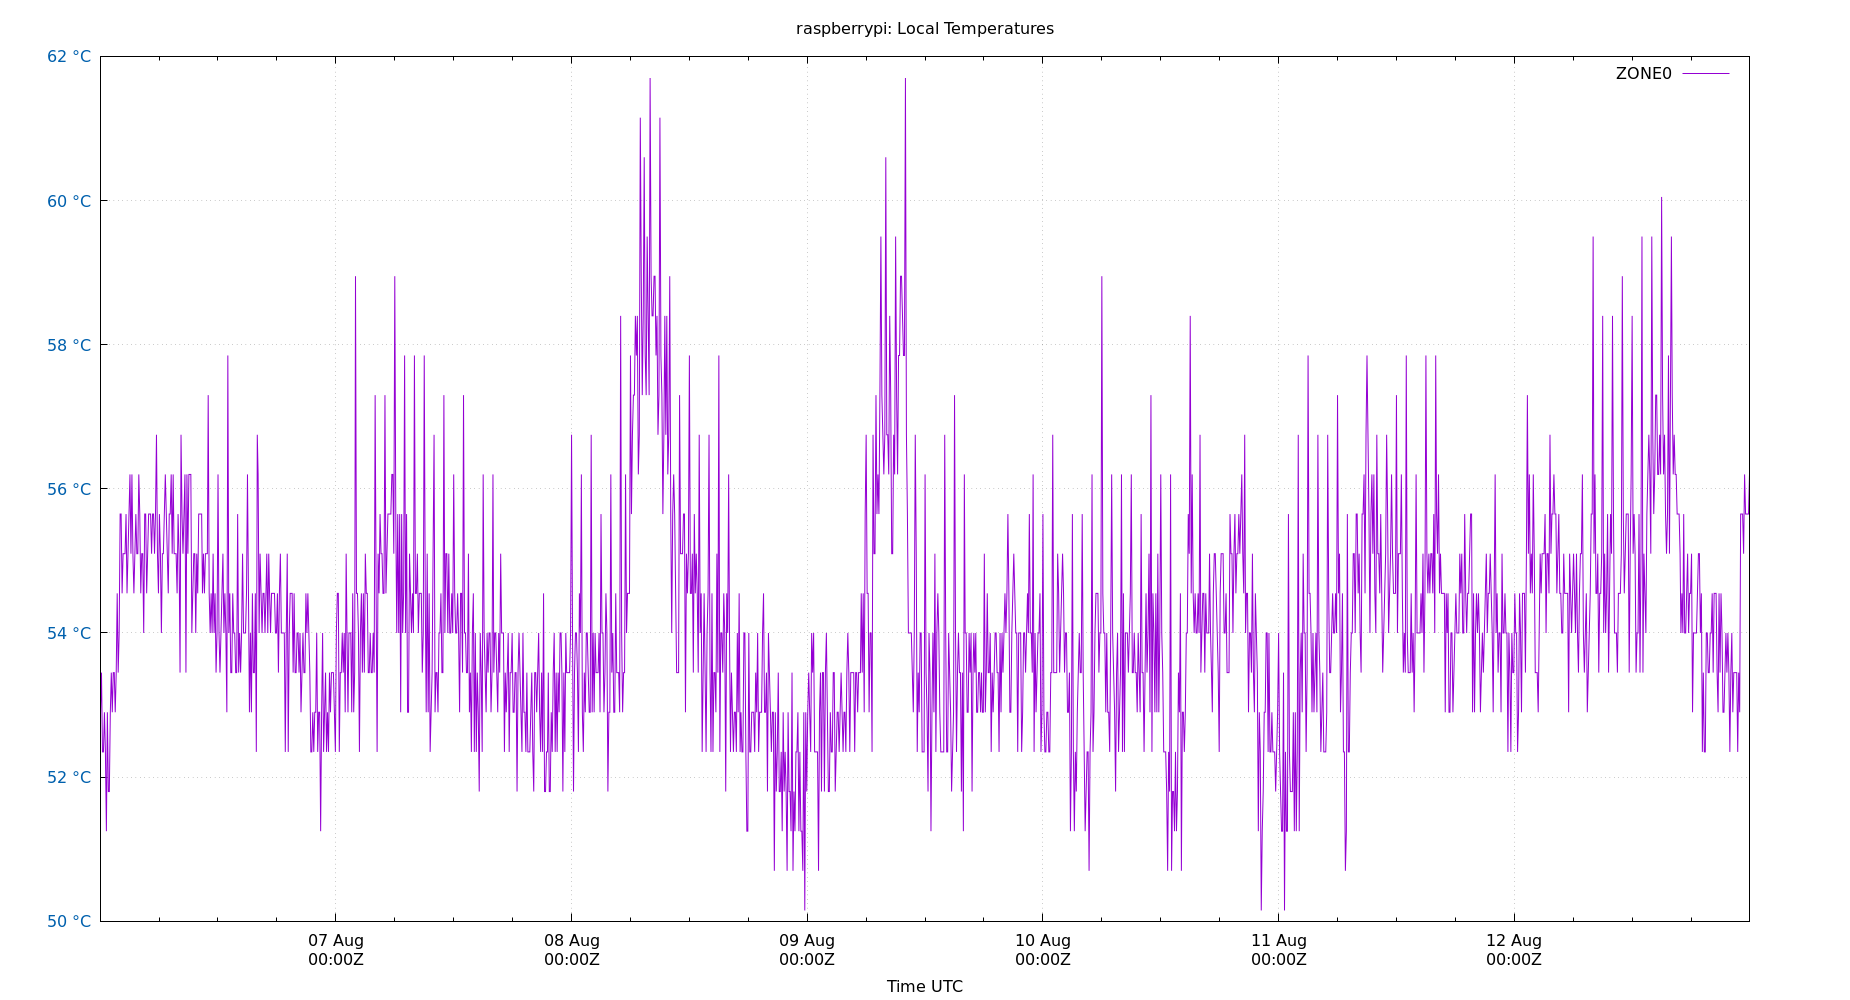 raspberrypi: Local Temperatures
62 °C
ZONE0
60 °C
58 °C
56 °C
54 °C
52 °C
50 °C
07 Aug 08 Aug 09 Aug 10 Aug 11 Aug 12 Aug
00:00Z 00:00Z 00:00Z 00:00Z 00:00Z 00:00Z
Time UTC